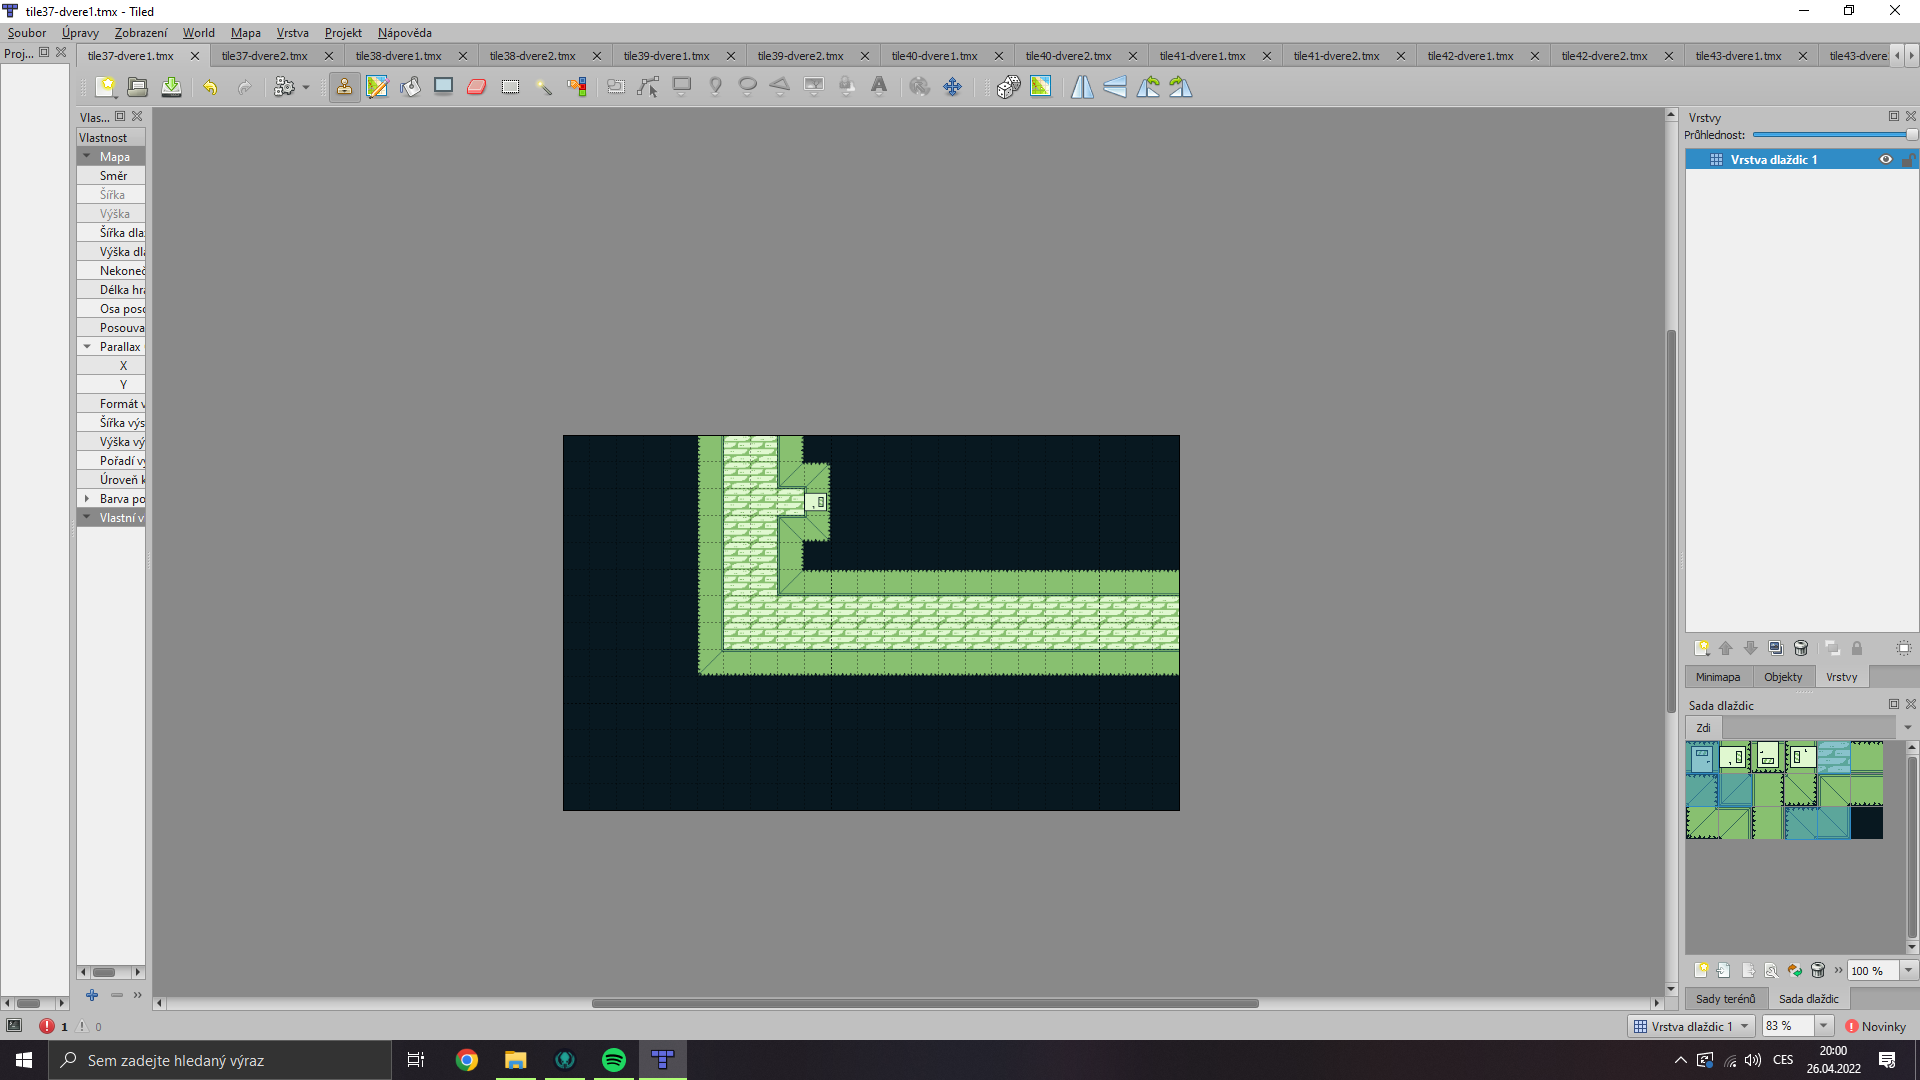 tile37-dvere1.tmx - Tiled
Soubor Úpravy Zobrazení World Mapa Vrstva Projekt Nápověda
Proj...
tile37-dvere1.tmx tile37-dvere2.tmx tile38-dvere1.tmx tile38-dvere2.tmx tile39-dvere1.tmx tile39-dvere2.tmx tile40-dvere1.tmx tile40-dvere2.tmx tile41-dvere1.tmx tile41-dvere2.tmx tile42-dvere1.tmx tile42-dvere2.tmx tile43-dvere1.tmx tile43-dvere
Vlas...
Vlastnost
Mapa
Směr
Šířka
Výška
Šířka dla
Výška dl
Nekoneč
Délka hr
Osa poso
Posouva
Parallax
X
Y
Formát v
Šířka výs
Výška vý
Pořadí v
Úroveň k
Barva po
Vlastní v
Vrstvy
Průhlednost:
Vrstva dlaždic 1
Minimapa Objekty Vrstvy
Sada dlaždic
Zdi
100 %
Sady terénů Sada dlaždic
1 0
Vrstva dlaždic 1 83 % Novinky
Sem zadejte hledaný výraz
CES
20:00
26.04.2022